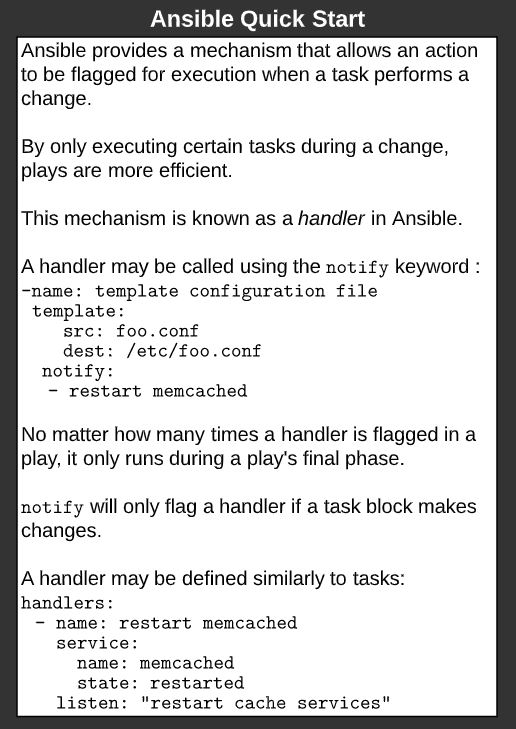 Ansible Quick Start
Ansible provides a mechanism that allows an action
to be flagged for execution when a task performs a
change.
By only executing certain tasks during a change,
plays are more efficient.
This mechanism is known as a handler in Ansible.
A handler may be called using the notify keyword :
-name: template configuration file
template:
src: foo.conf
dest: /etc/foo.conf
notify:
- restart memcached
No matter how many times a handler is flagged in a
play, it only runs during a play's final phase.
notify will only flag a handler if a task block makes
changes.
A handler may be defined similarly to tasks:
handlers:
- name: restart memcached
service:
name: memcached
state: restarted
listen: "restart cache services"